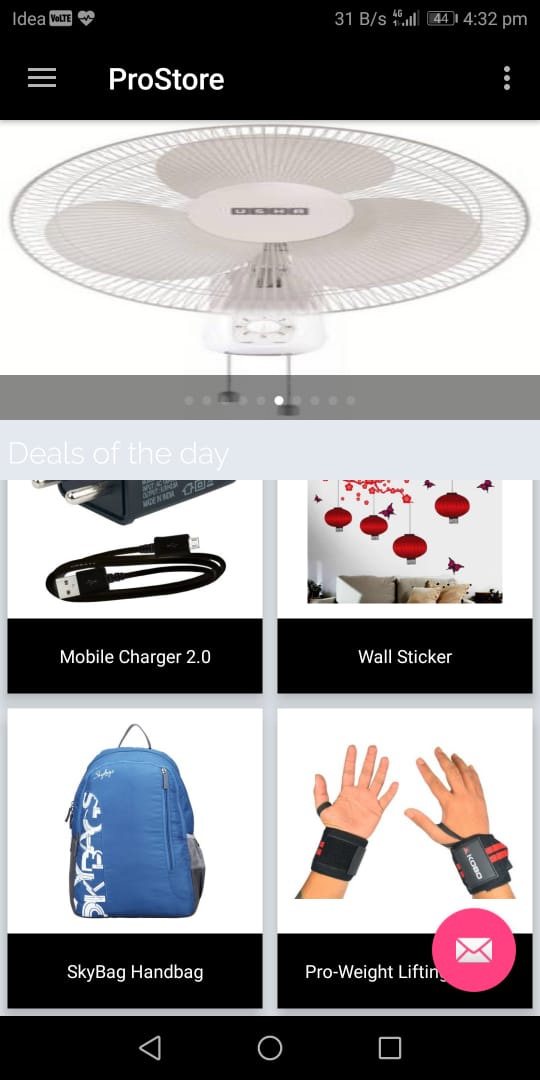 Idea VoLTE 31 B/s 4G 44 4:32 pm
ProStore
USHA
Deals of the day
MADE IN INDIA
Mobile Charger 2.0
Wall Sticker
Skybags
SKYBAGS
KOBO
SkyBag Handbag
Pro-Weight Lifting